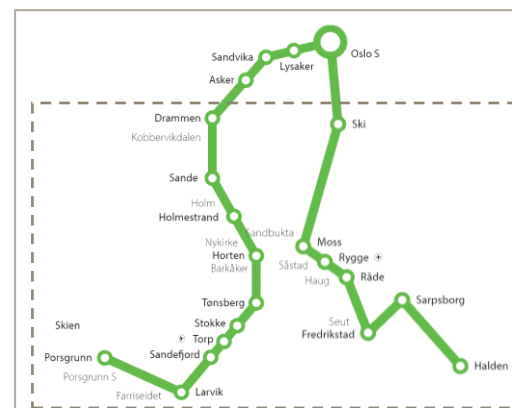 Oslo S
Sandvika
Lysaker
Asker
Drammen
Kobbervikdalen
Ski
Sande
Holm
Holmestrand
Sandbukta
Nykirke
Horten
Barkåker
Moss
Rygge
Såstad
Haug
Råde
Tønsberg
Stokke
Torp
Sandefjord
Skien
Porsgrunn
Porsgrunn S
Farriseidet
Larvik
Seut
Fredrikstad
Sarpsborg
Halden